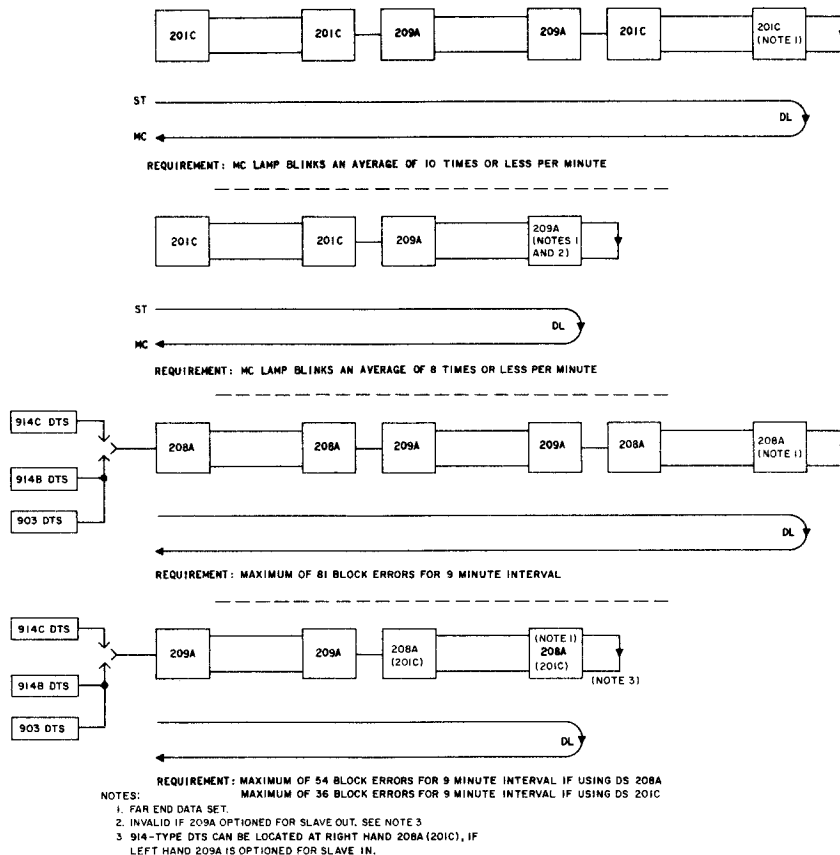 201C 201C 209A 209A 201C 201C
(NOTE 1)
ST
DL
MC
REQUIREMENT: MC LAMP BLINKS AN AVERAGE OF 10 TIMES OR LESS PER MINUTE
201C 201C 209A 209A
(NOTES 1
AND 2)
ST
DL
MC
REQUIREMENT: MC LAMP BLINKS AN AVERAGE OF 8 TIMES OR LESS PER MINUTE
914C DTS
208A 208A 209A 209A 208A 208A
(NOTE 1)
914B DTS
903 DTS
DL
REQUIREMENT: MAXIMUM OF 81 BLOCK ERRORS FOR 9 MINUTE INTERVAL
914C DTS
209A 209A 208A
(201C)
(NOTE 1)
208A
(201C)
(NOTE 3)
914B DTS
903 DTS
DL
REQUIREMENT: MAXIMUM OF 54 BLOCK ERRORS FOR 9 MINUTE INTERVAL IF USING DS 208A
MAXIMUM OF 36 BLOCK ERRORS FOR 9 MINUTE INTERVAL IF USING DS 201C
NOTES:
1. FAR END DATA SET.
2. INVALID IF 209A OPTIONED FOR SLAVE OUT. SEE NOTE 3
3 914-TYPE DTS CAN BE LOCATED AT RIGHT HAND 208A (201C), IF
LEFT HAND 209A IS OPTIONED FOR SLAVE IN.